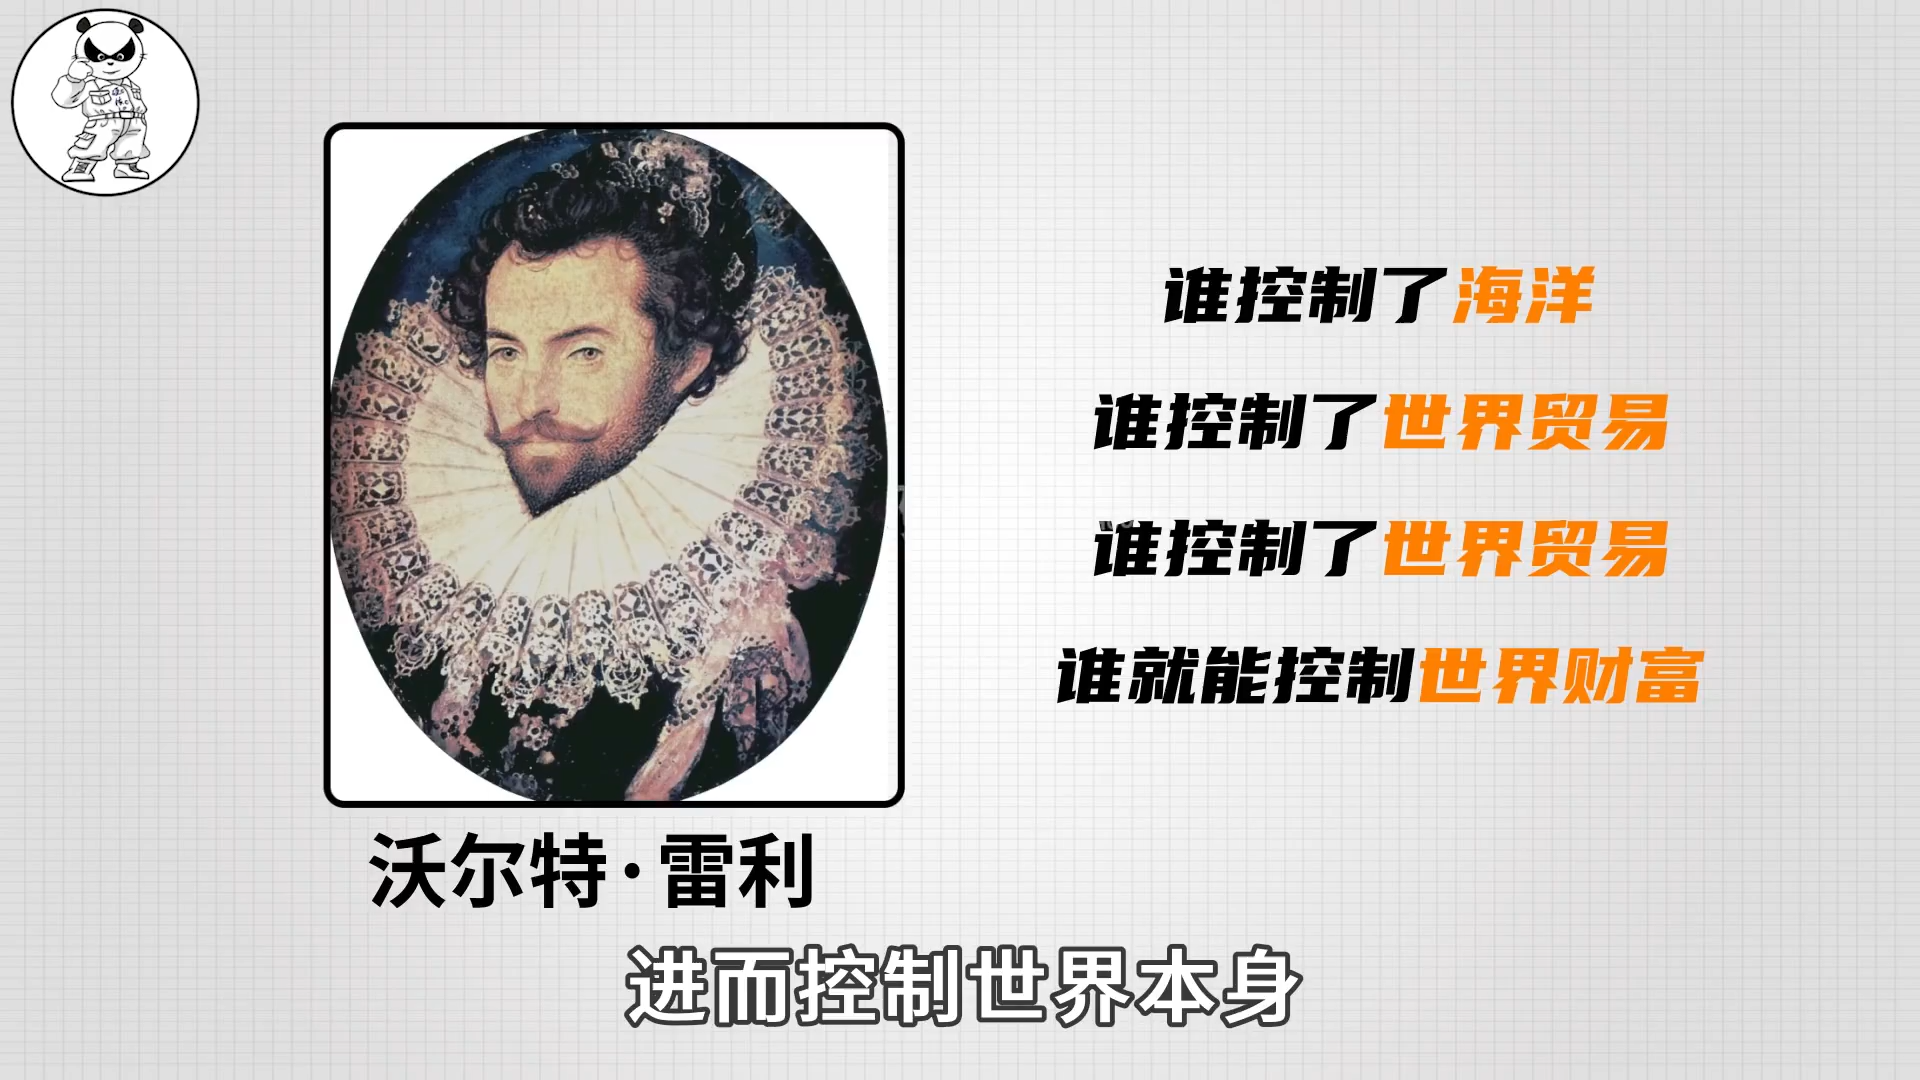 谁控制了海洋
谁控制了世界贸易
谁控制了世界贸易
谁就能控制世界财富
沃尔特·雷利
进而控制世界本身